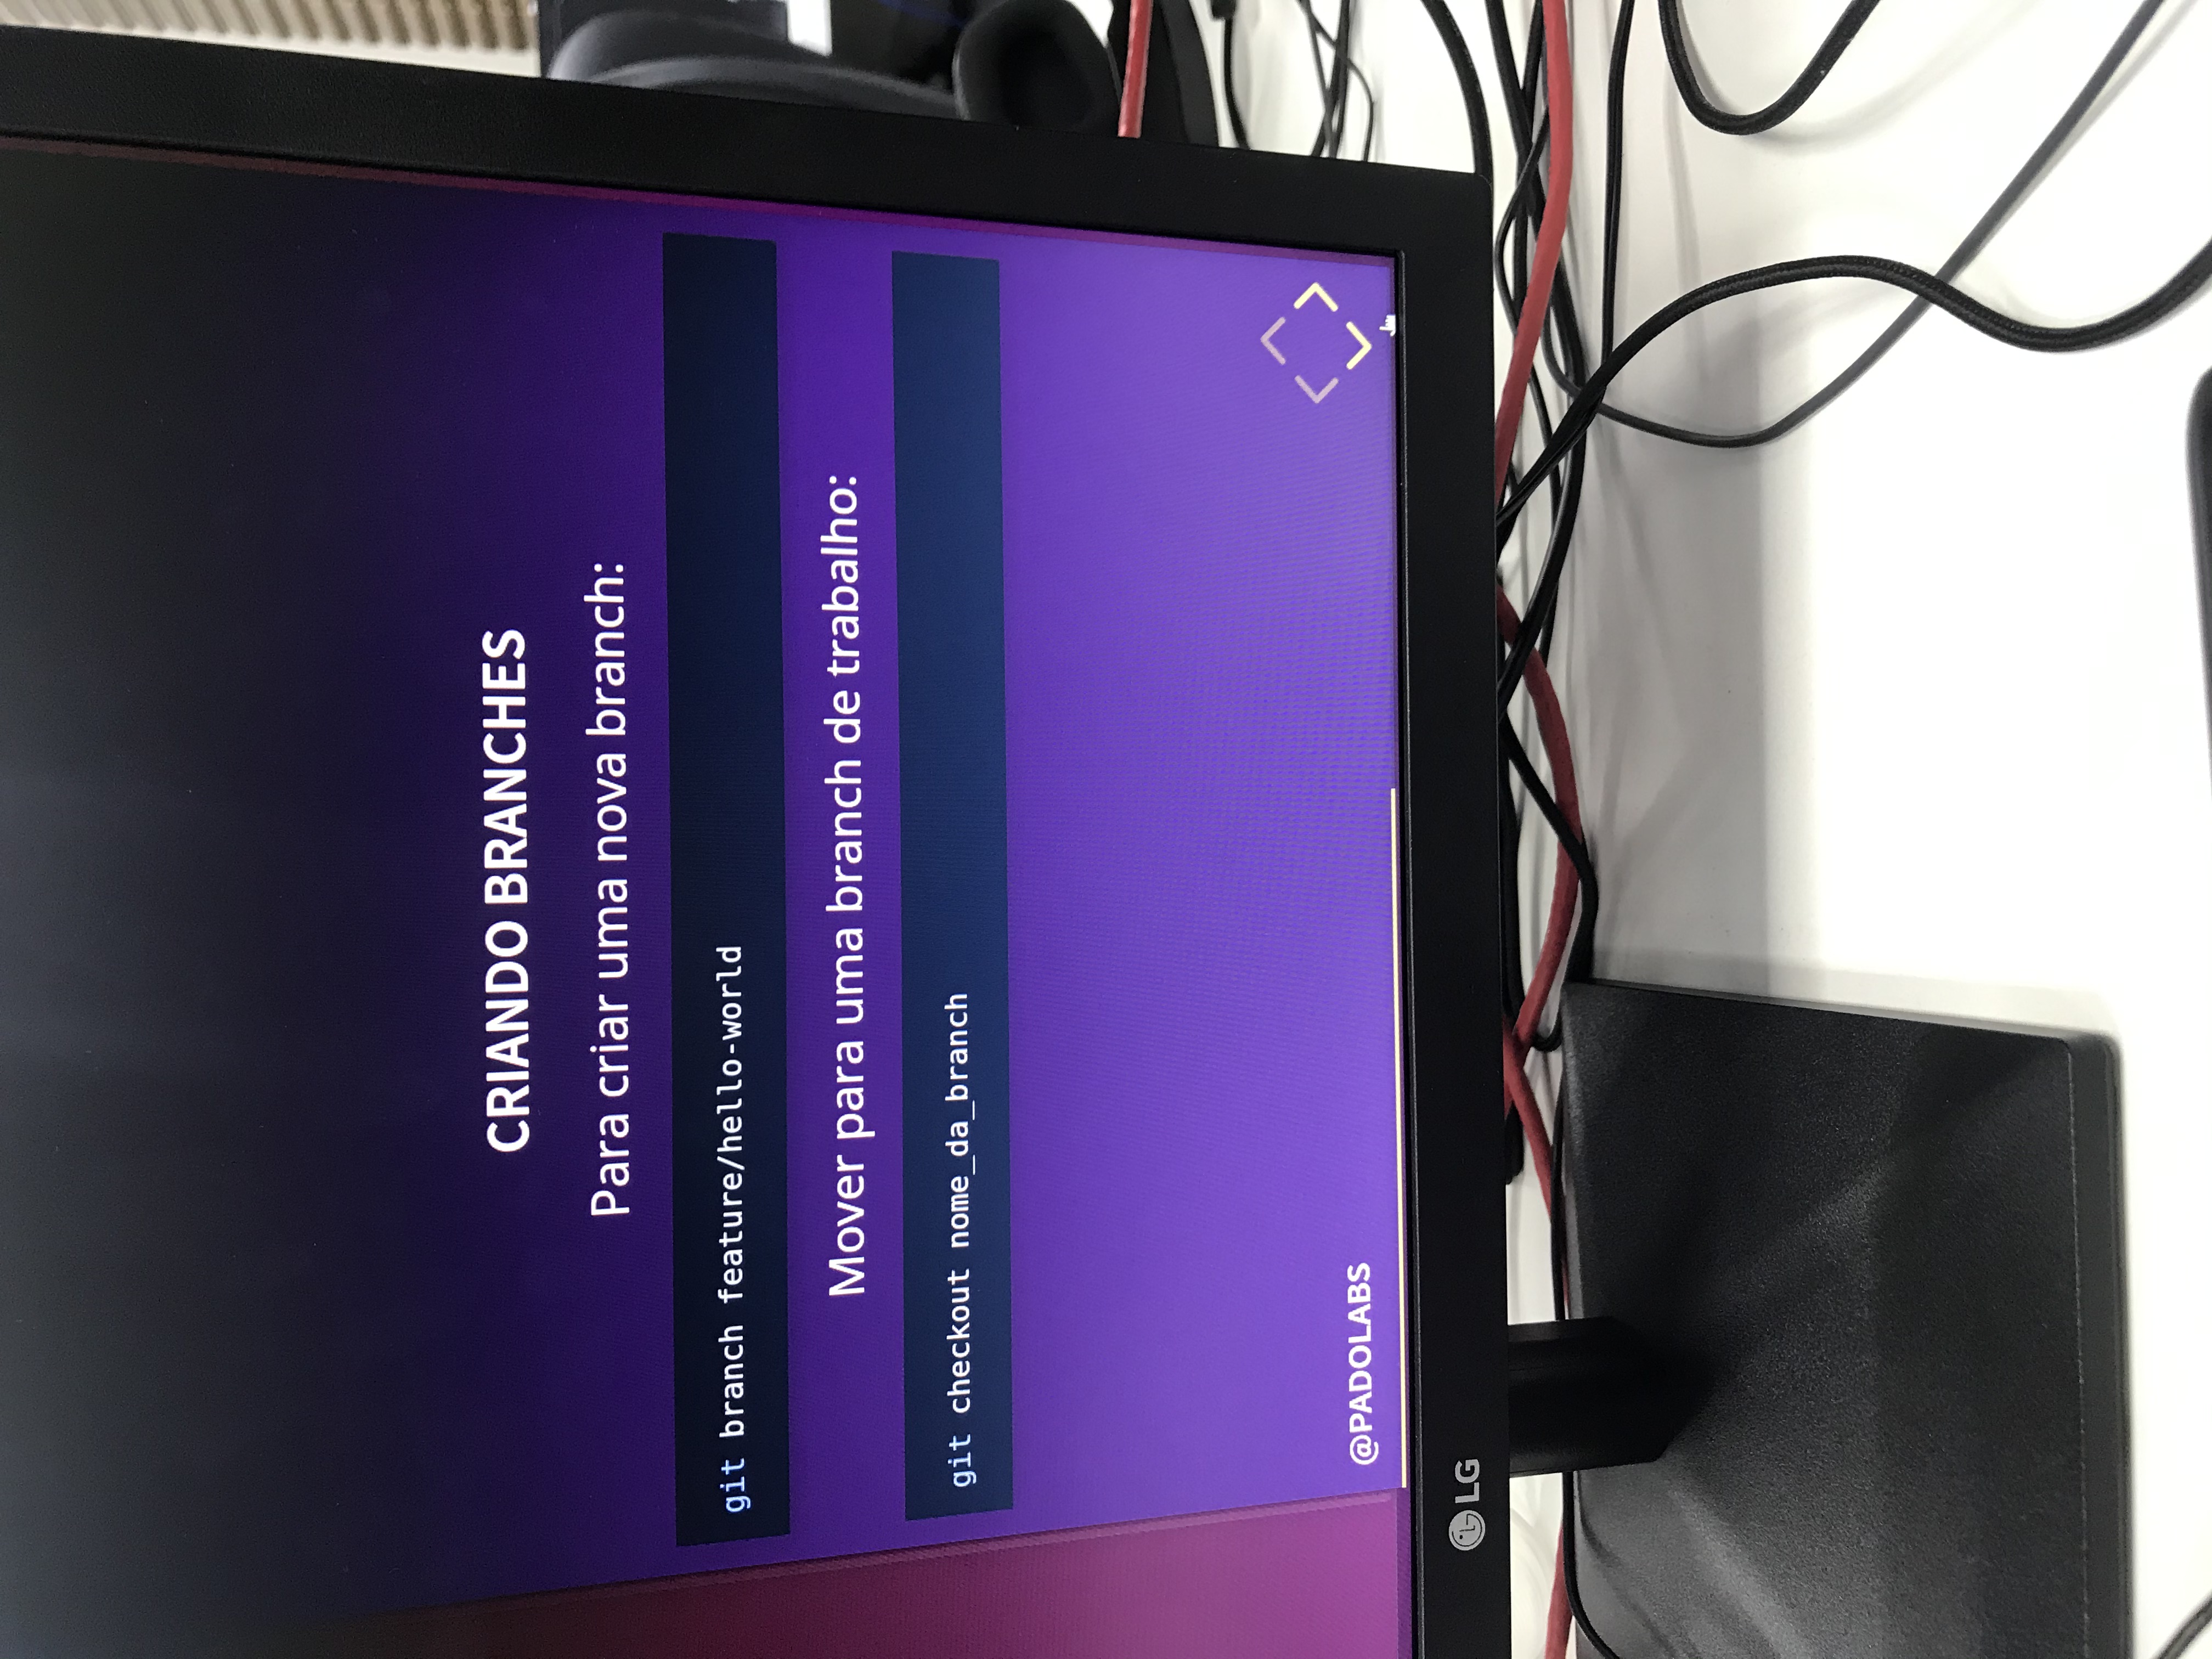 CRIANDO BRANCHES
Para criar uma nova branch:
git branch feature/hello-world
Mover para uma branch de trabalho:
git checkout nome_da_branch
@PADOLABS
LG